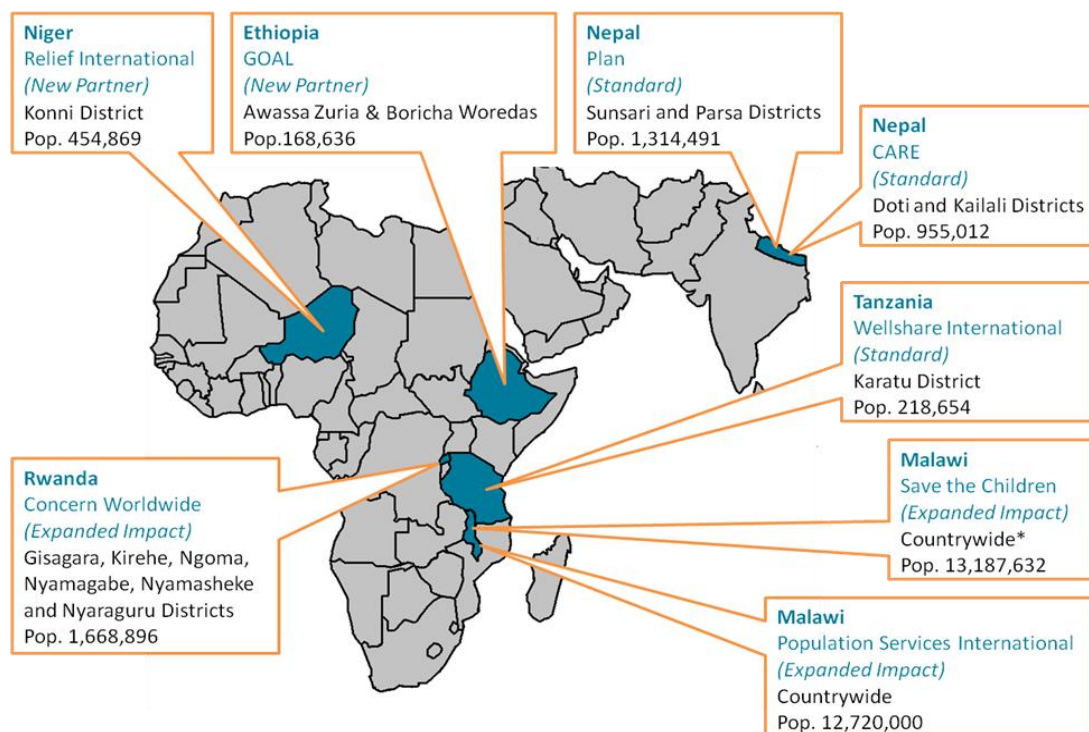 Niger
Relief International
(New Partner)
Konni District
Pop. 454,869
Ethiopia
GOAL
(New Partner)
Awassa Zuria & Boricha Woredas
Pop.168,636
Nepal
Plan
(Standard)
Sunsari and Parsa Districts
Pop. 1,314,491
Nepal
CARE
(Standard)
Doti and Kailali Districts
Pop. 955,012
Tanzania
Wellshare International
(Standard)
Karatu District
Pop. 218,654
Rwanda
Concern Worldwide
(Expanded Impact)
Gisagara, Kirehe, Ngoma,
Nyamagabe, Nyamasheke
and Nyaraguru Districts
Pop. 1,668,896
Malawi
Save the Children
(Expanded Impact)
Countrywide*
Pop. 13,187,632
Malawi
Population Services International
(Expanded Impact)
Countrywide
Pop. 12,720,000